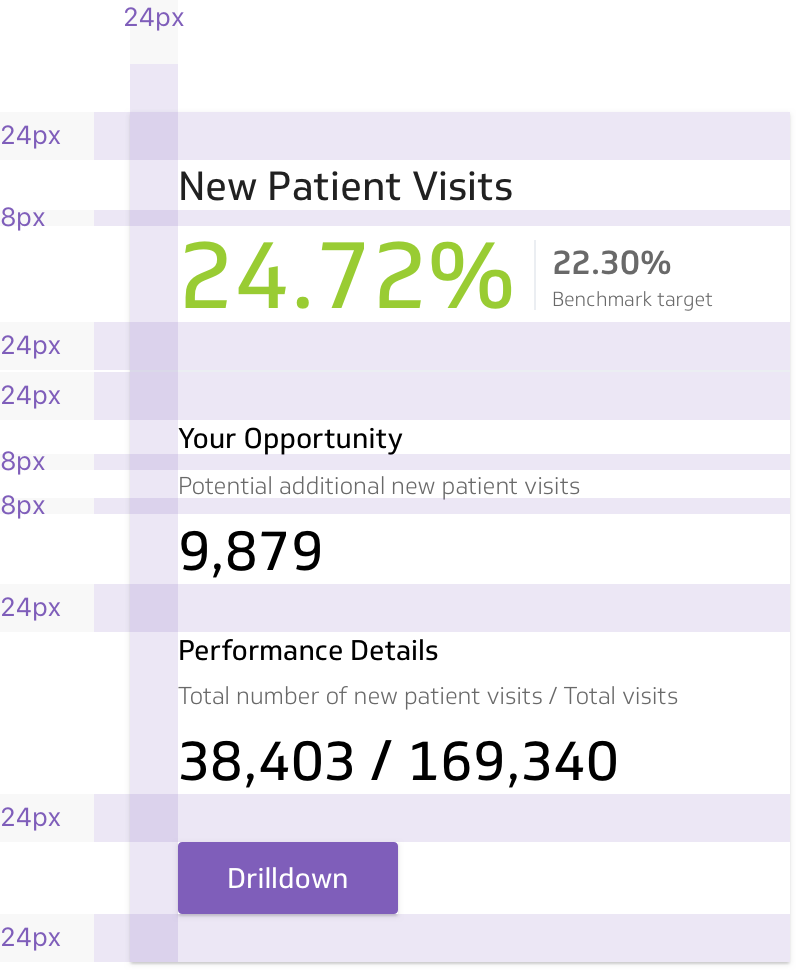 24px
24px
New Patient Visits
8px
24.72%
22.30%
Benchmark target
24px
24px
Your Opportunity
8px
Potential additional new patient visits
8px
9,879
24px
Performance Details
Total number of new patient visits / Total visits
38,403 / 169,340
24px
Drilldown
24px